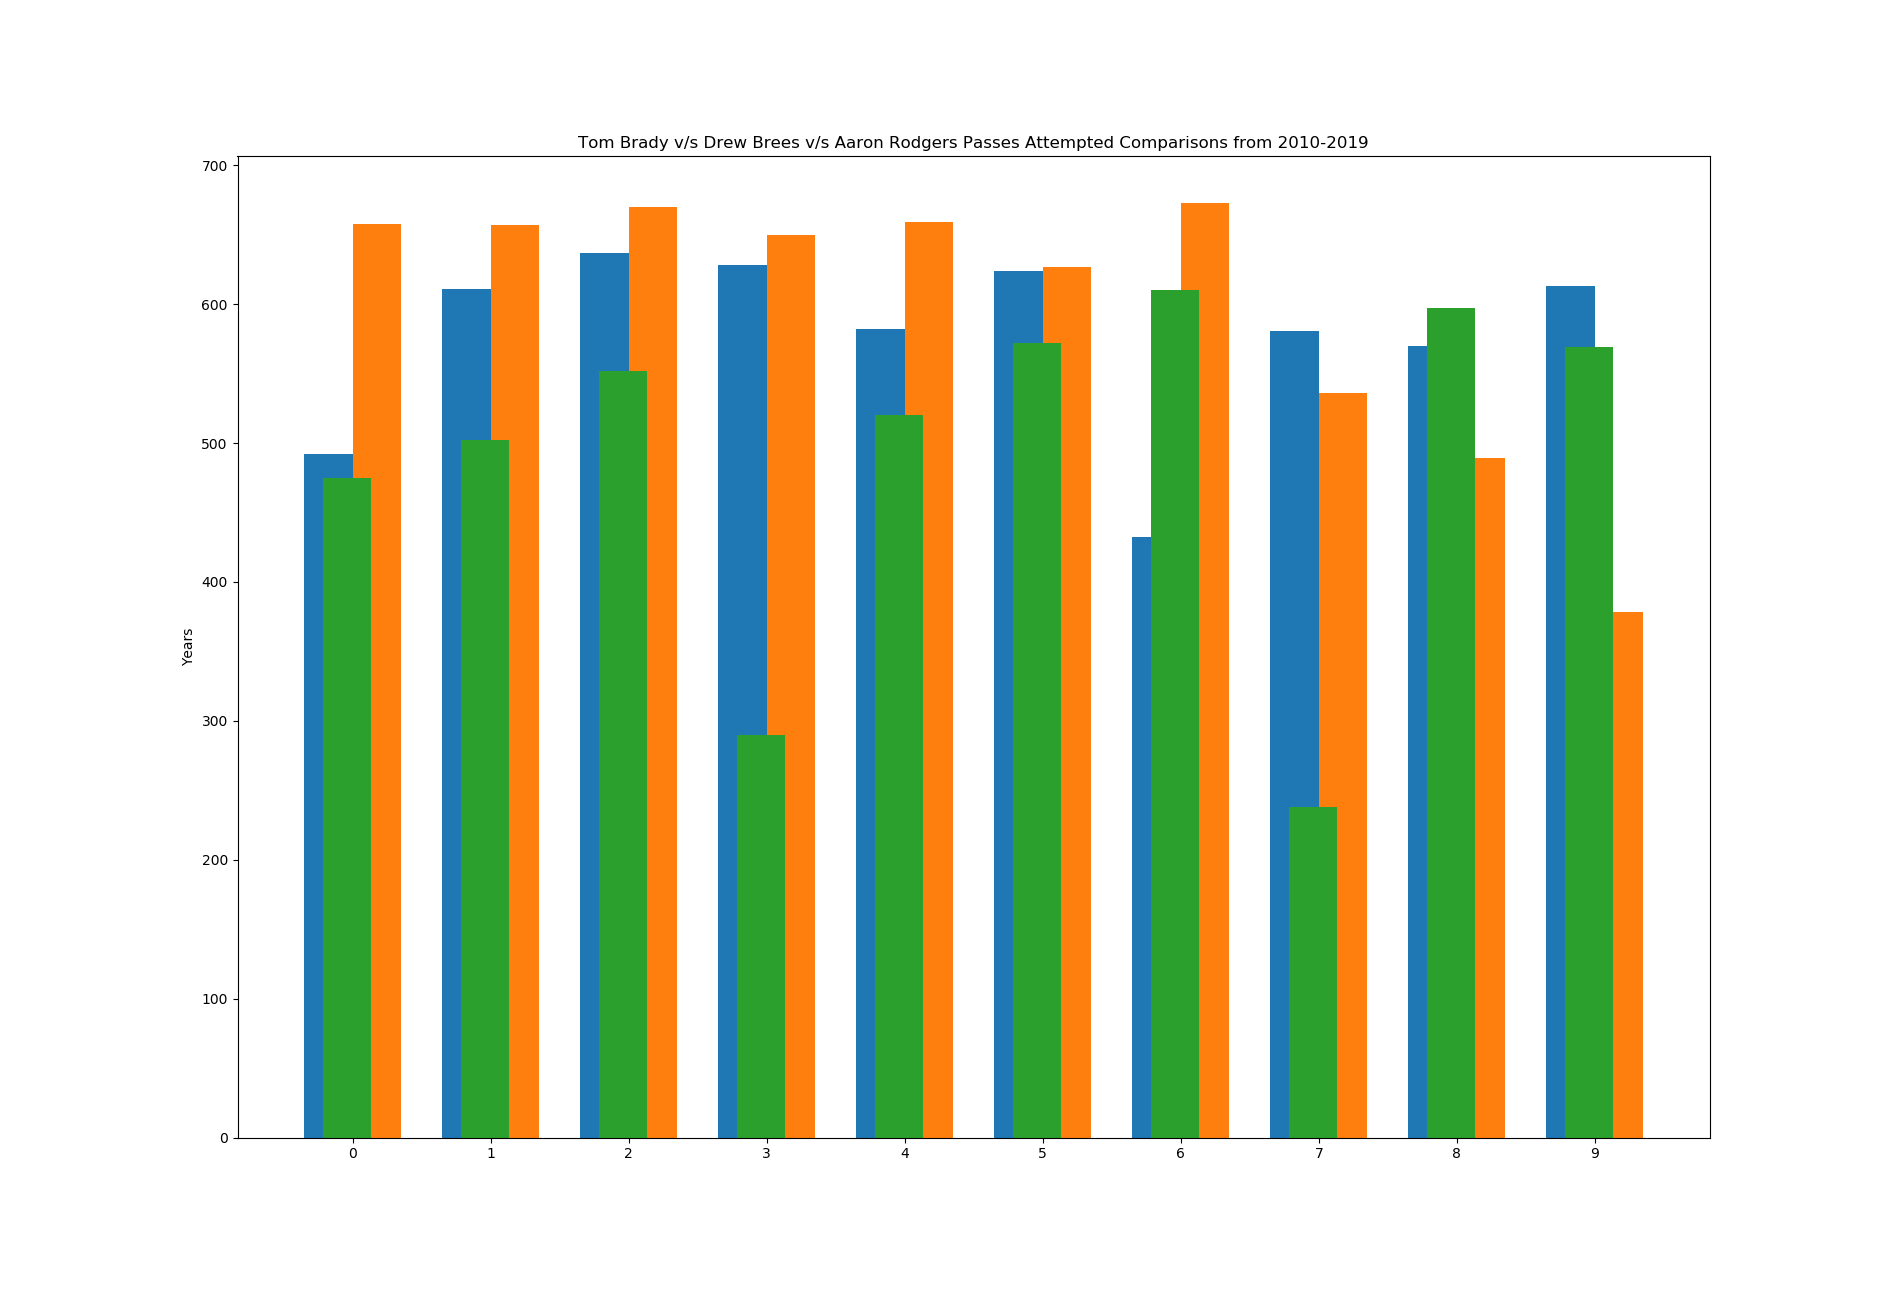 Tom Brady v/s Drew Brees v/s Aaron Rodgers Passes Attempted Comparisons from 2010-2019
700
600
500
400
300
200
100
0
Years
0 1 2 3 4 5 6 7 8 9